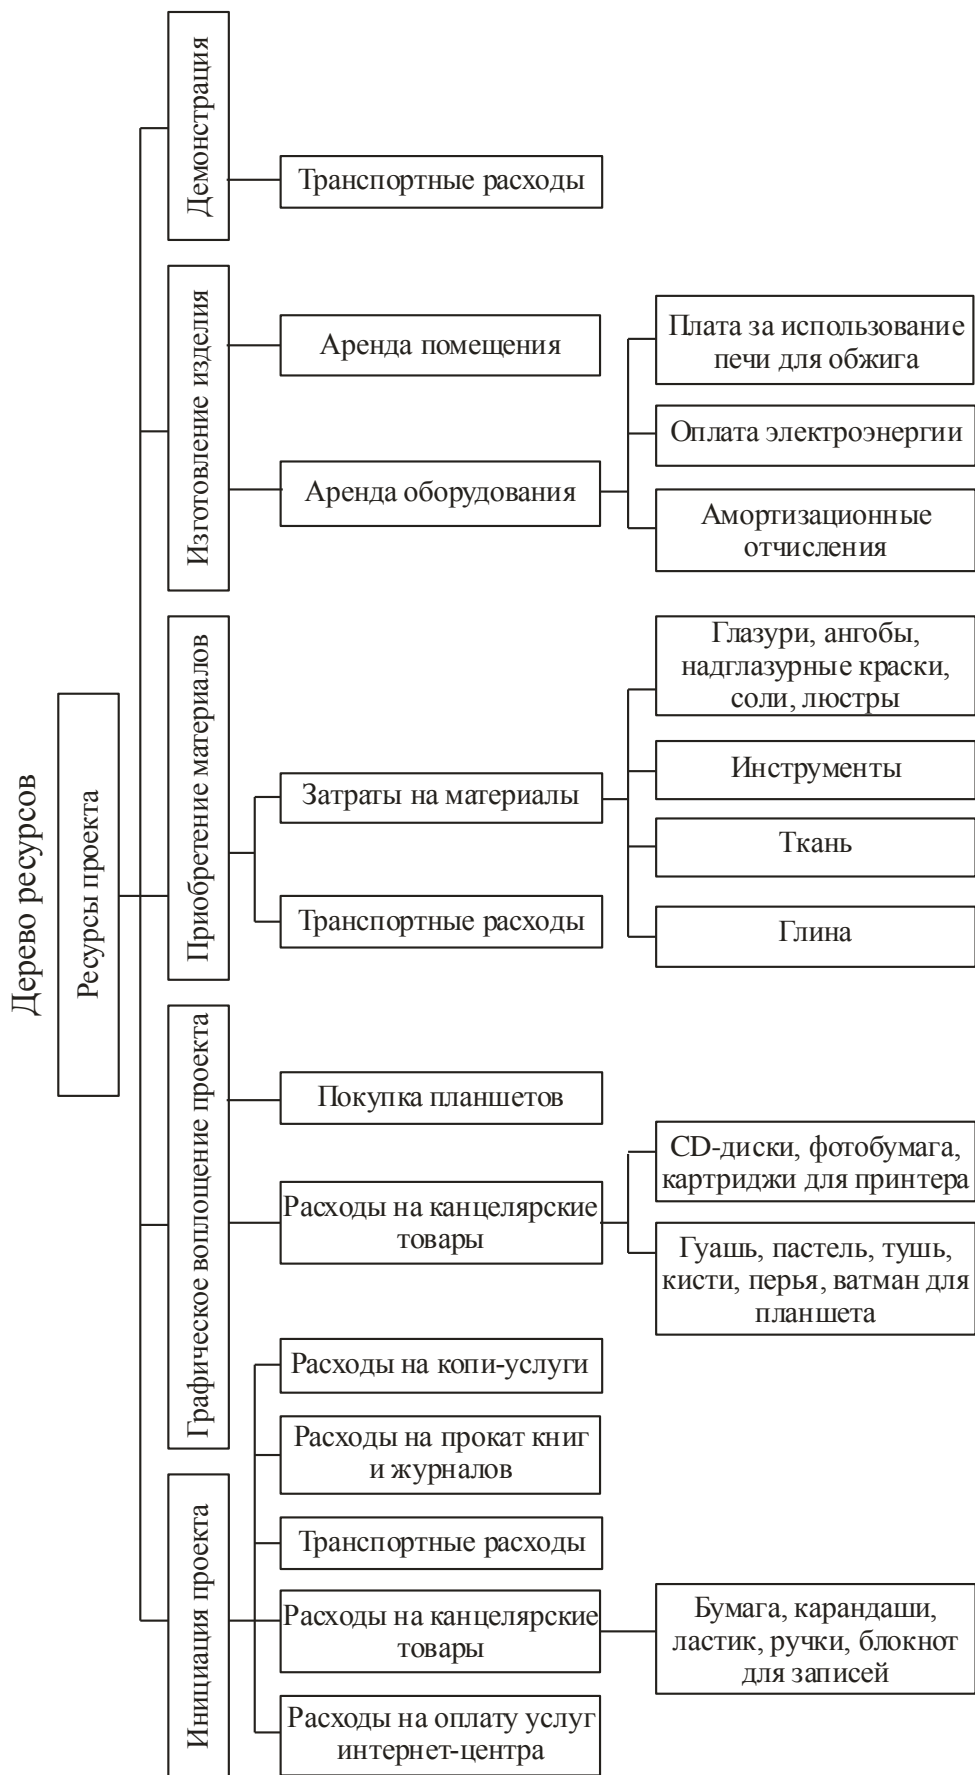 Дерево ресурсов
Ресурсы проекта
Демонстрация
Транспортные расходы
Изготовление изделия
Аренда помещения
Аренда оборудования
Плата за использование
печи для обжига
Оплата электроэнергии
Амортизационные
отчисления
Приобретение материалов
Затраты на материалы
Глазури, ангобы,
надглазурные краски,
соли, люстры
Инструменты
Ткань
Глина
Транспортные расходы
Графическое воплощение проекта
Покупка планшетов
Расходы на канцелярские
товары
CD-диски, фотобумага,
картриджи для принтера
Гуашь, пастель, тушь,
кисти, перья, ватман для
планшета
Инициация проекта
Расходы на копи-услуги
Расходы на прокат книг
и журналов
Транспортные расходы
Расходы на канцелярские
товары
Бумага, карандаши,
ластик, ручки, блокнот
для записей
Расходы на оплату услуг
интернет-центра